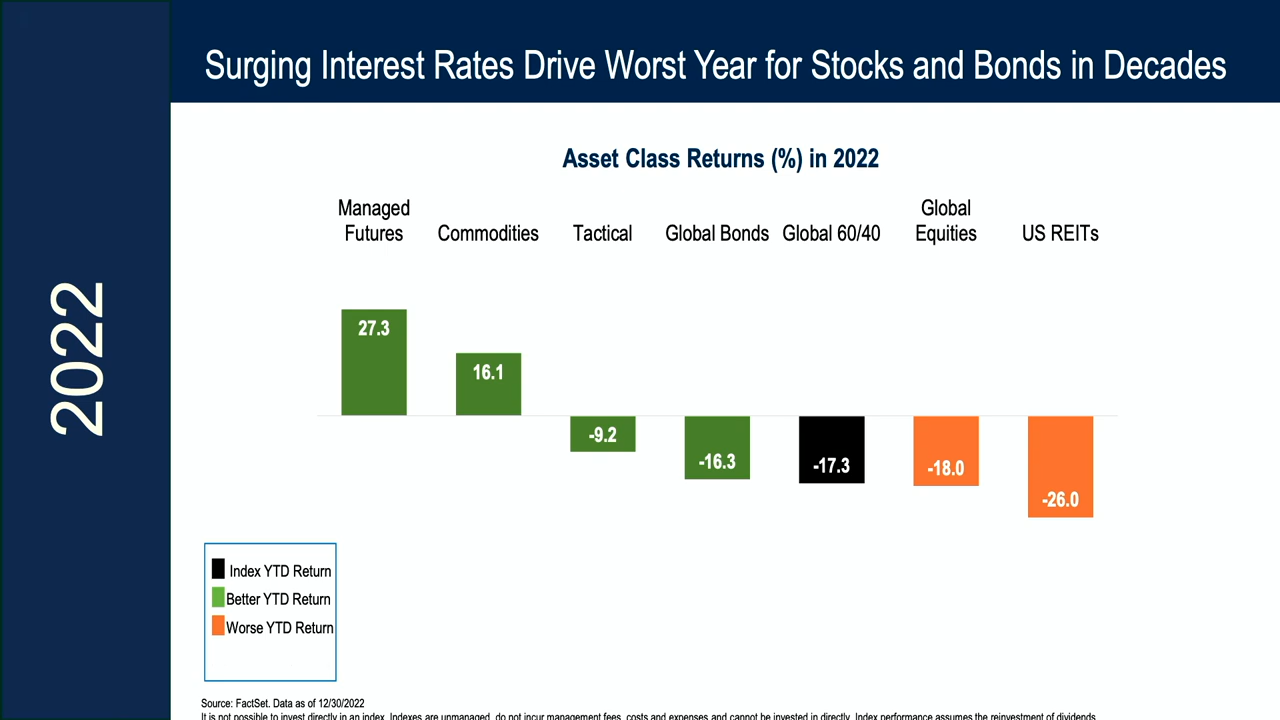 Surging Interest Rates Drive Worst Year for Stocks and Bonds in Decades
2022
Asset Class Returns (%) in 2022
Managed
Futures
Commodities
Tactical
Global Bonds
Global 60/40
Global
Equities
US REITs
27.3
16.1
-9.2
-16.3
-17.3
-18.0
-26.0
Index YTD Return
Better YTD Return
Worse YTD Return
Source: FactSet. Data as of 12/30/2022
It is not possible to invest directly in an index. Indexes are unmanaged, do not incur management fees, costs and expenses and cannot be invested in directly. Index performance assumes the reinvestment of dividends